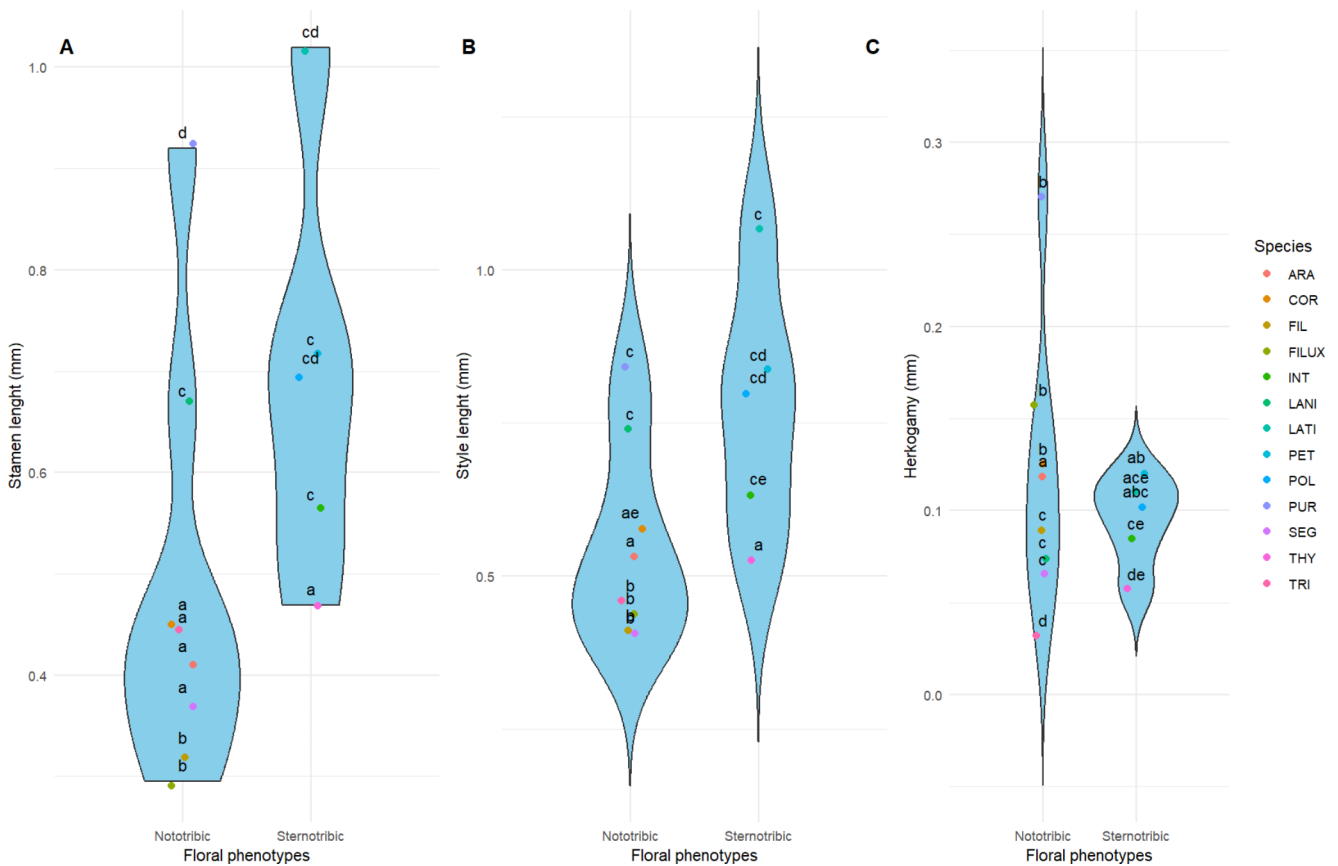 A
B
C
Stamen lenght (mm)
1.0
0.8
0.6
0.4
d
c
a
a
a
a
b
b
cd
c
cd
c
a
Nototribic
Sternotribic
Floral phenotypes
Style lenght (mm)
1.0
0.5
c
c
ae
a
b
b
b
b
c
cd
cd
ce
a
Nototribic
Sternotribic
Floral phenotypes
Herkogamy (mm)
0.3
0.2
0.1
0.0
b
b
b
a
c
c
c
d
ab
ace
abc
ce
de
Nototribic
Sternotribic
Floral phenotypes
Species
ARA
COR
FIL
FILUX
INT
LANI
LATI
PET
POL
PUR
SEG
THY
TRI